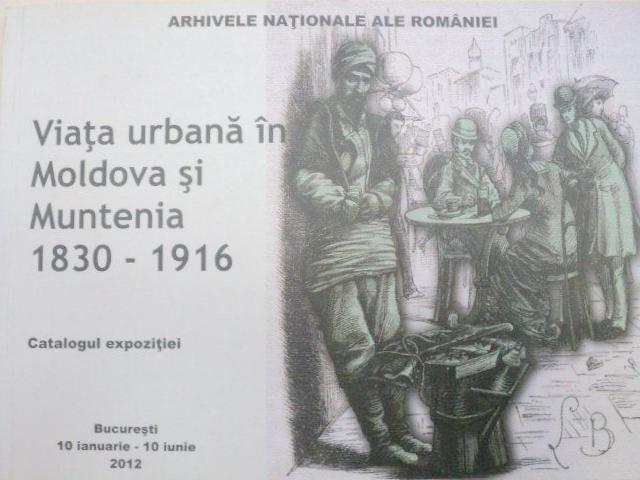 ARHIVELE NAŢIONALE ALE ROMÂNIEI
Viaţa urbană în
Moldova şi
Muntenia
1830 - 1916
Catalogul expoziţiei
Bucureşti
10 ianuarie - 10 iunie
2012